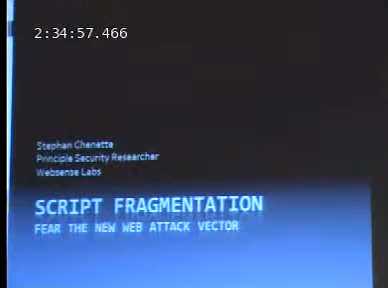 2:34:57.466
Stephan Chenette
Principle Security Researcher
Websense Labs
SCRIPT FRAGMENTATION
FEAR THE NEW WEB ATTACK VECTOR